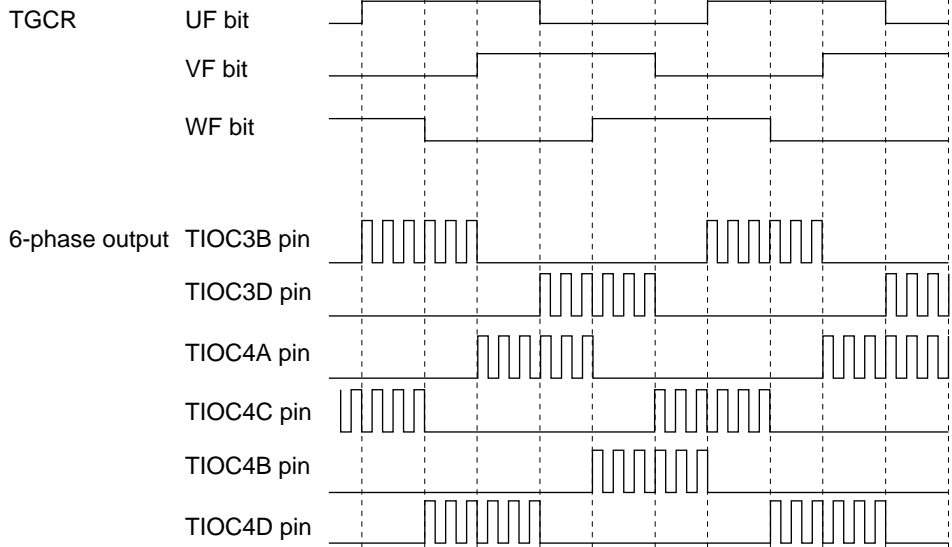 TGCR UF bit
VF bit
WF bit
6-phase output TIOC3B pin
TIOC3D pin
TIOC4A pin
TIOC4C pin
TIOC4B pin
TIOC4D pin